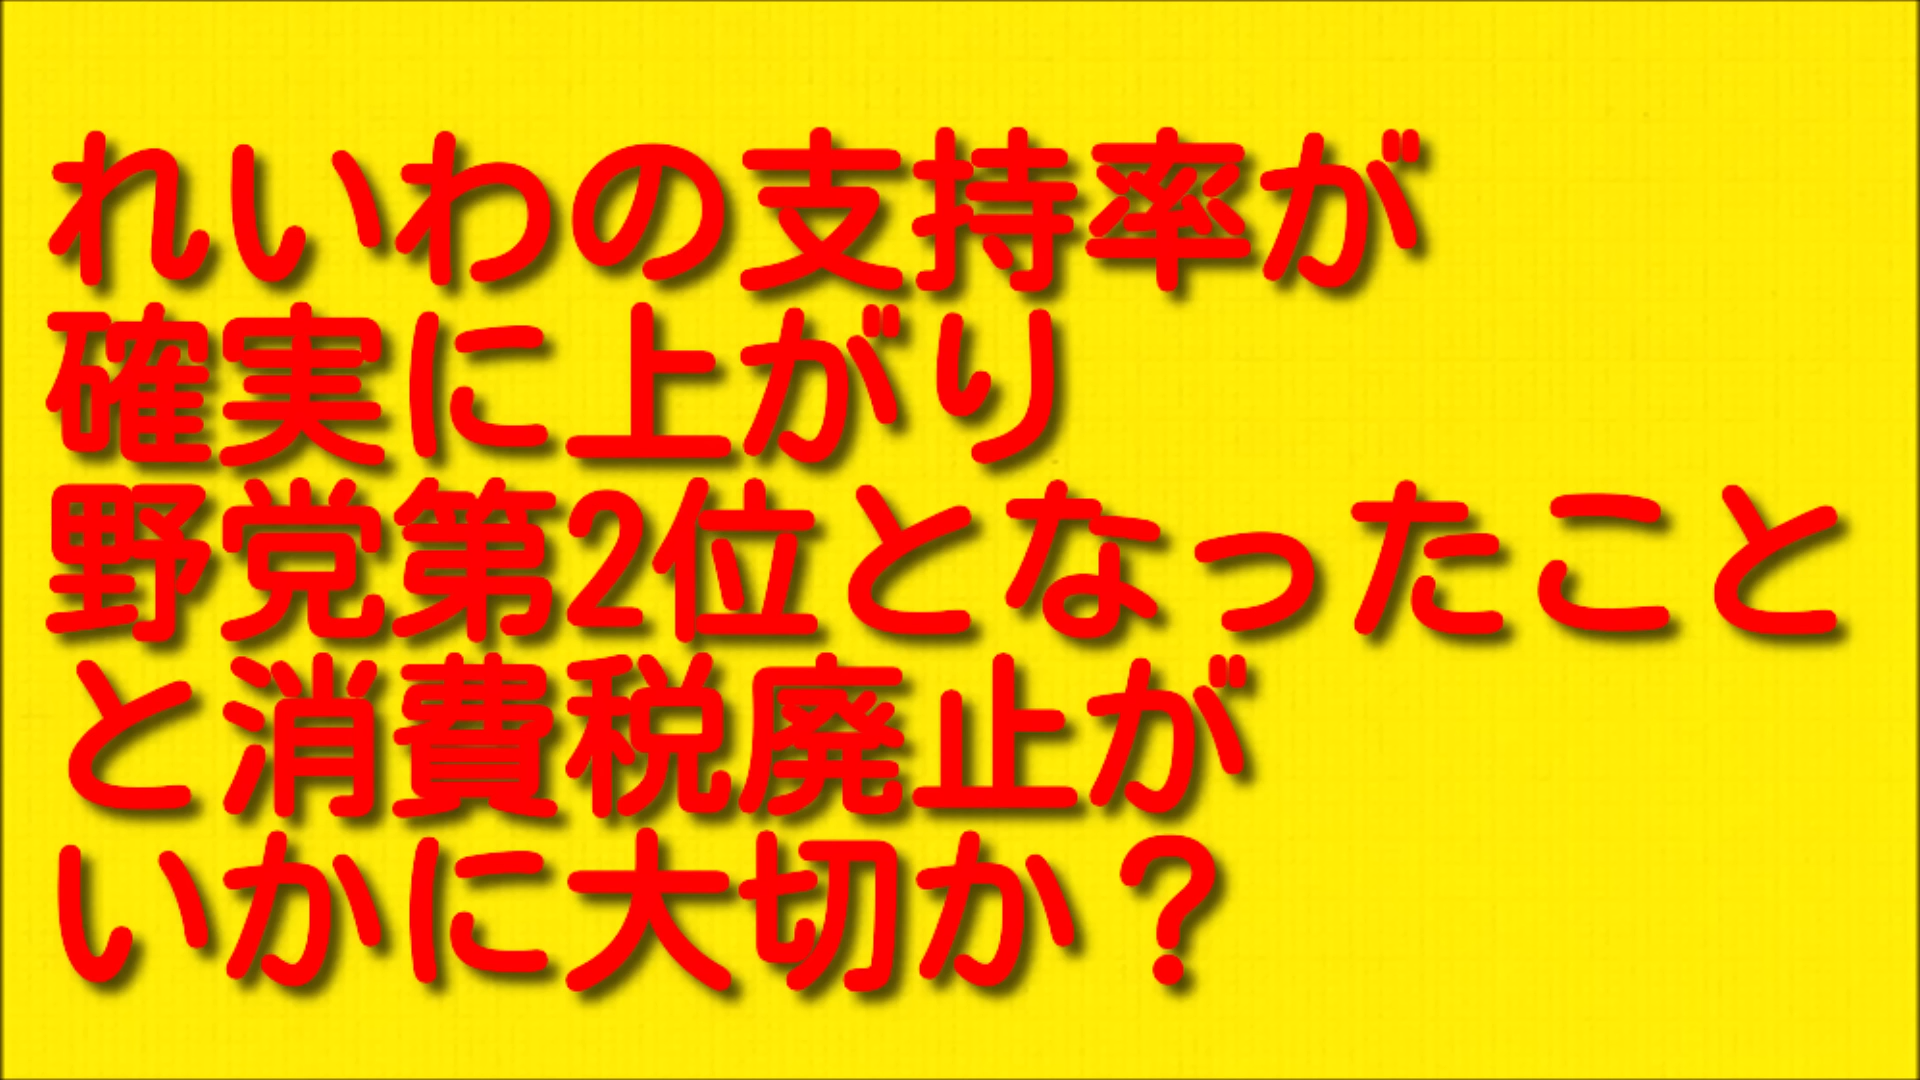 れいわの支持率が
確実に上がり
野党第2位となったこと
と消費税廃止が
いかに大切か？